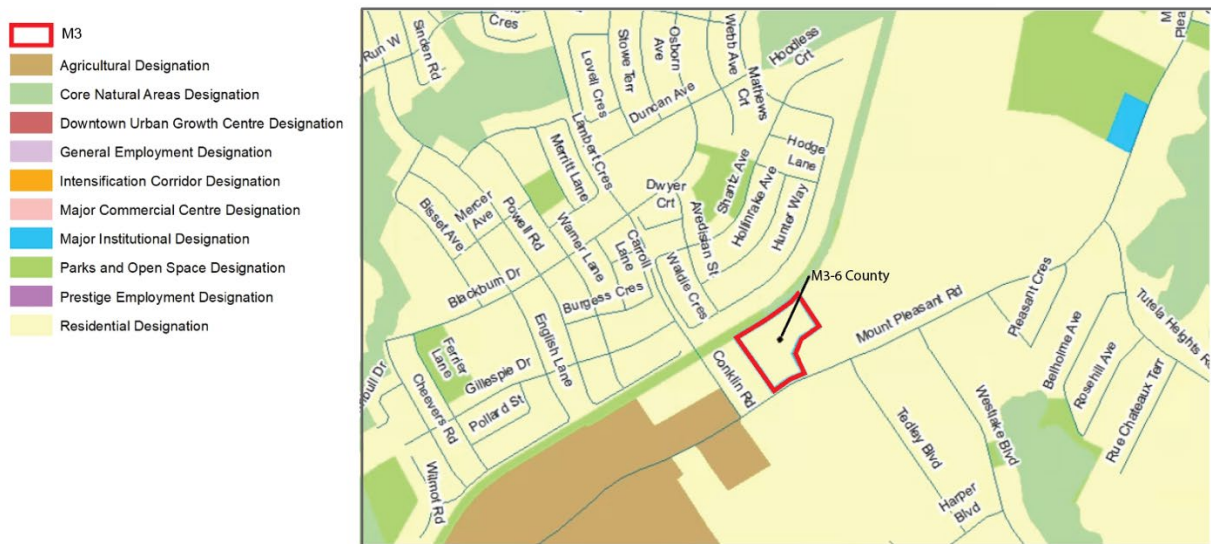 M3
Agricultural Designation
Core Natural Areas Designation
Downtown Urban Growth Centre Designation
General Employment Designation
Intensification Corridor Designation
Major Commercial Centre Designation
Major Institutional Designation
Parks and Open Space Designation
Prestige Employment Designation
Residential Designation
Cres
Run W
Sinden Rd
Lovell Cres
Stowe Terr
Osborn
Ave
Webb Ave
Mathews
Crt
Hoodless
Crt
Duncan Ave
Lambert Cres
Merritt Lane
Hodge
Lane
Shantz Ave
Hollinrake Ave
Hunter Way
Dwyer
Crt
Avedisian St
Bisset Ave
Mercer
Ave
Powell Rd
Warner Lane
Carroll
Lane
Waldie Cres
Blackburn Dr
Burgess Cres
English Lane
M3-6 County
Mount Pleasant Rd
Pleasant Cres
Tutela Heights
Ferrier
Lane
Gillespie Dr
Cheevers Rd
Pollard St
Conklin Rd
Belholme Ave
Rosehill Ave
Rue Chateaux Terr
Tedley Blvd
Westlake Blvd
Wilmot Rd
Harper
Blvd